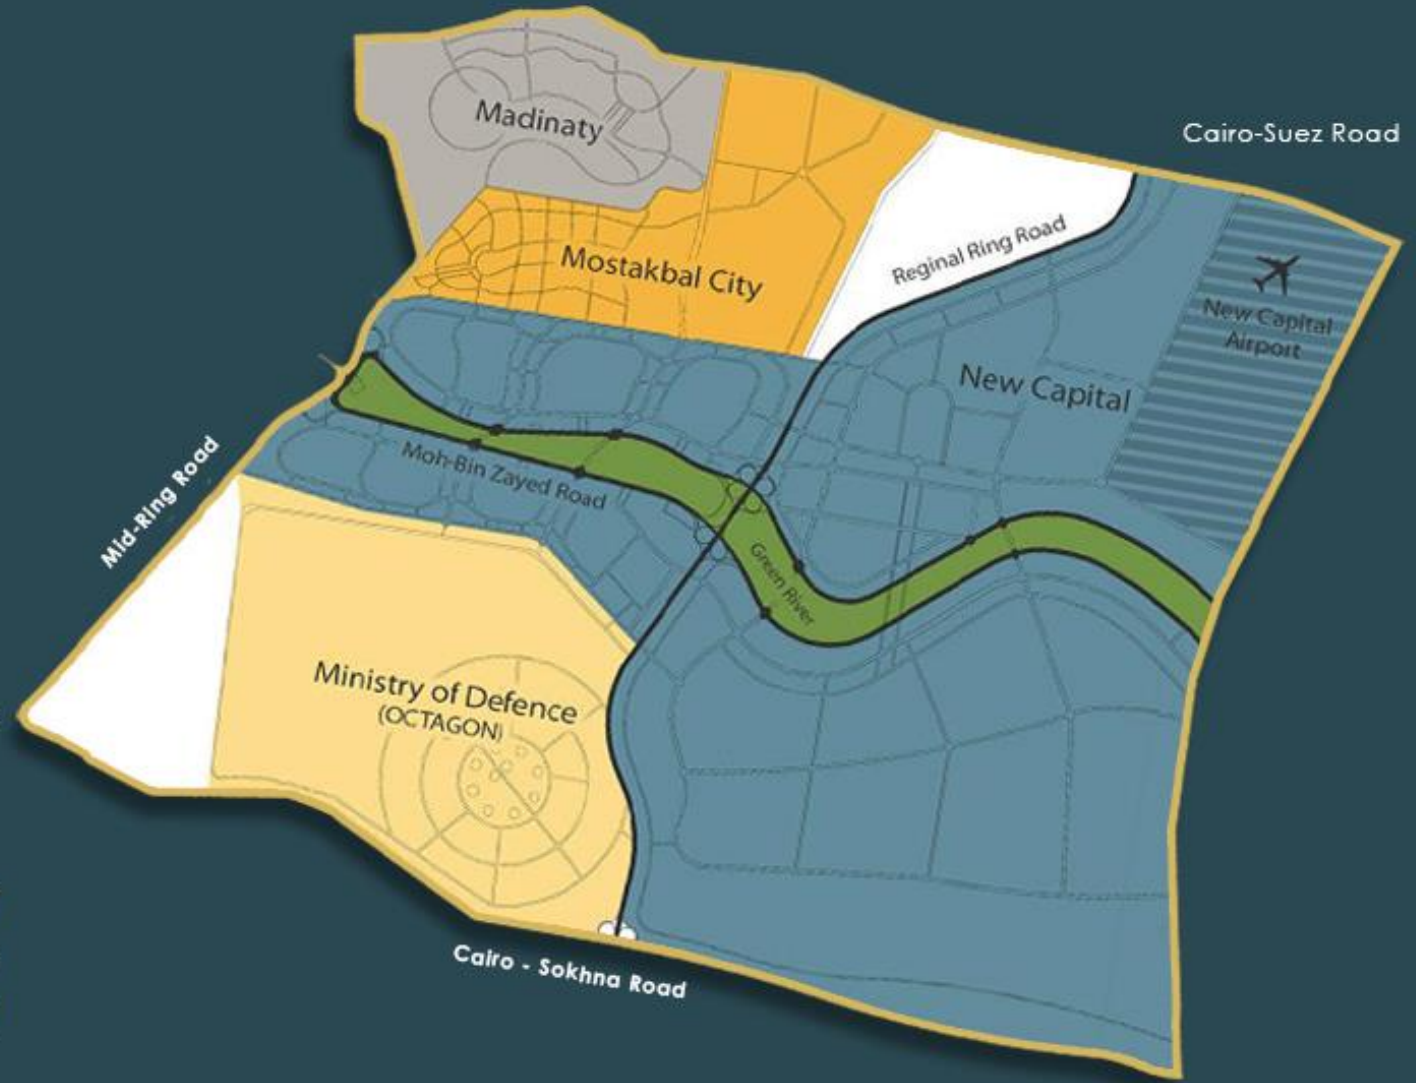 Madinaty
Cairo-Suez Road
Mostakbal City
Reginal Ring Road
New Capital
Airport
New Capital
Mid-Ring Road
Moh-Bin Zayed Road
Green River
Ministry of Defence
(OCTAGON)
Cairo - Sokhna Road